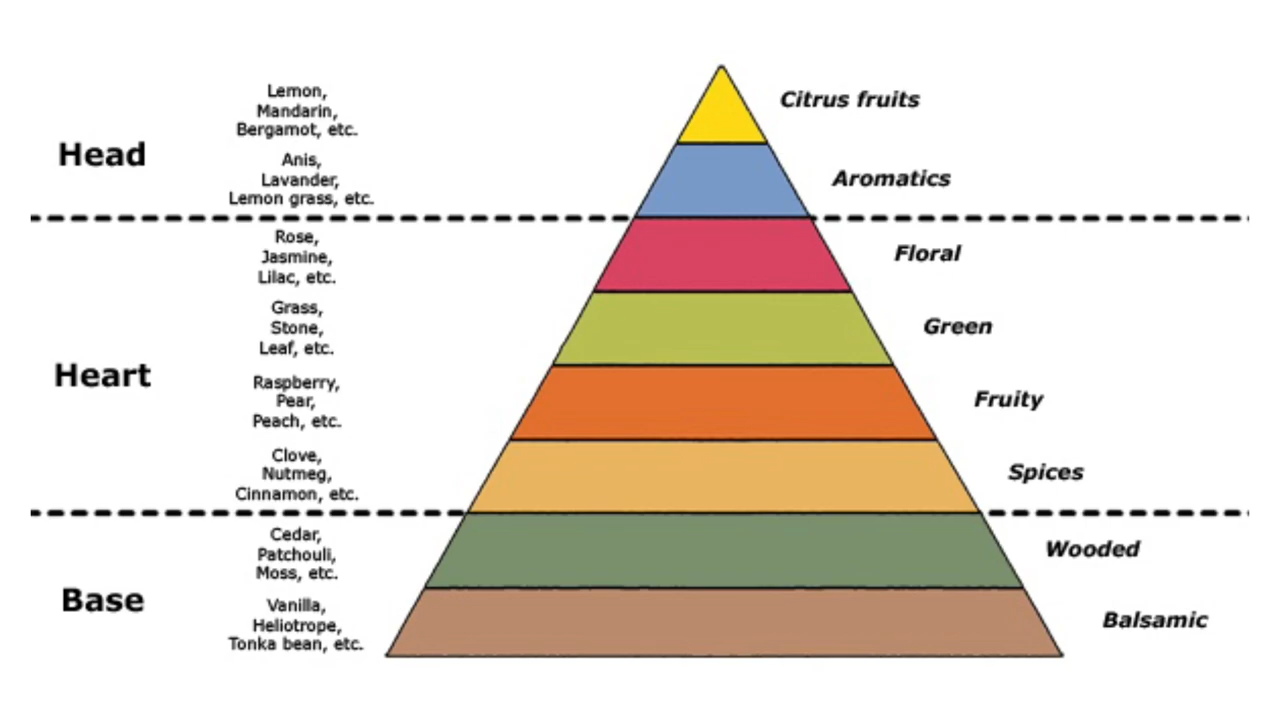 Lemon,
Mandarin,
Bergamot, etc.
Citrus fruits
Head
Anis,
Lavander,
Lemon grass, etc.
Aromatics
Rose,
Jasmine,
Lilac, etc.
Floral
Grass,
Stone,
Leaf, etc.
Green
Heart
Raspberry,
Pear,
Peach, etc.
Fruity
Clove,
Nutmeg,
Cinnamon, etc.
Spices
Cedar,
Patchouli,
Moss, etc.
Wooded
Base
Vanilla,
Heliotrope,
Tonka bean, etc.
Balsamic